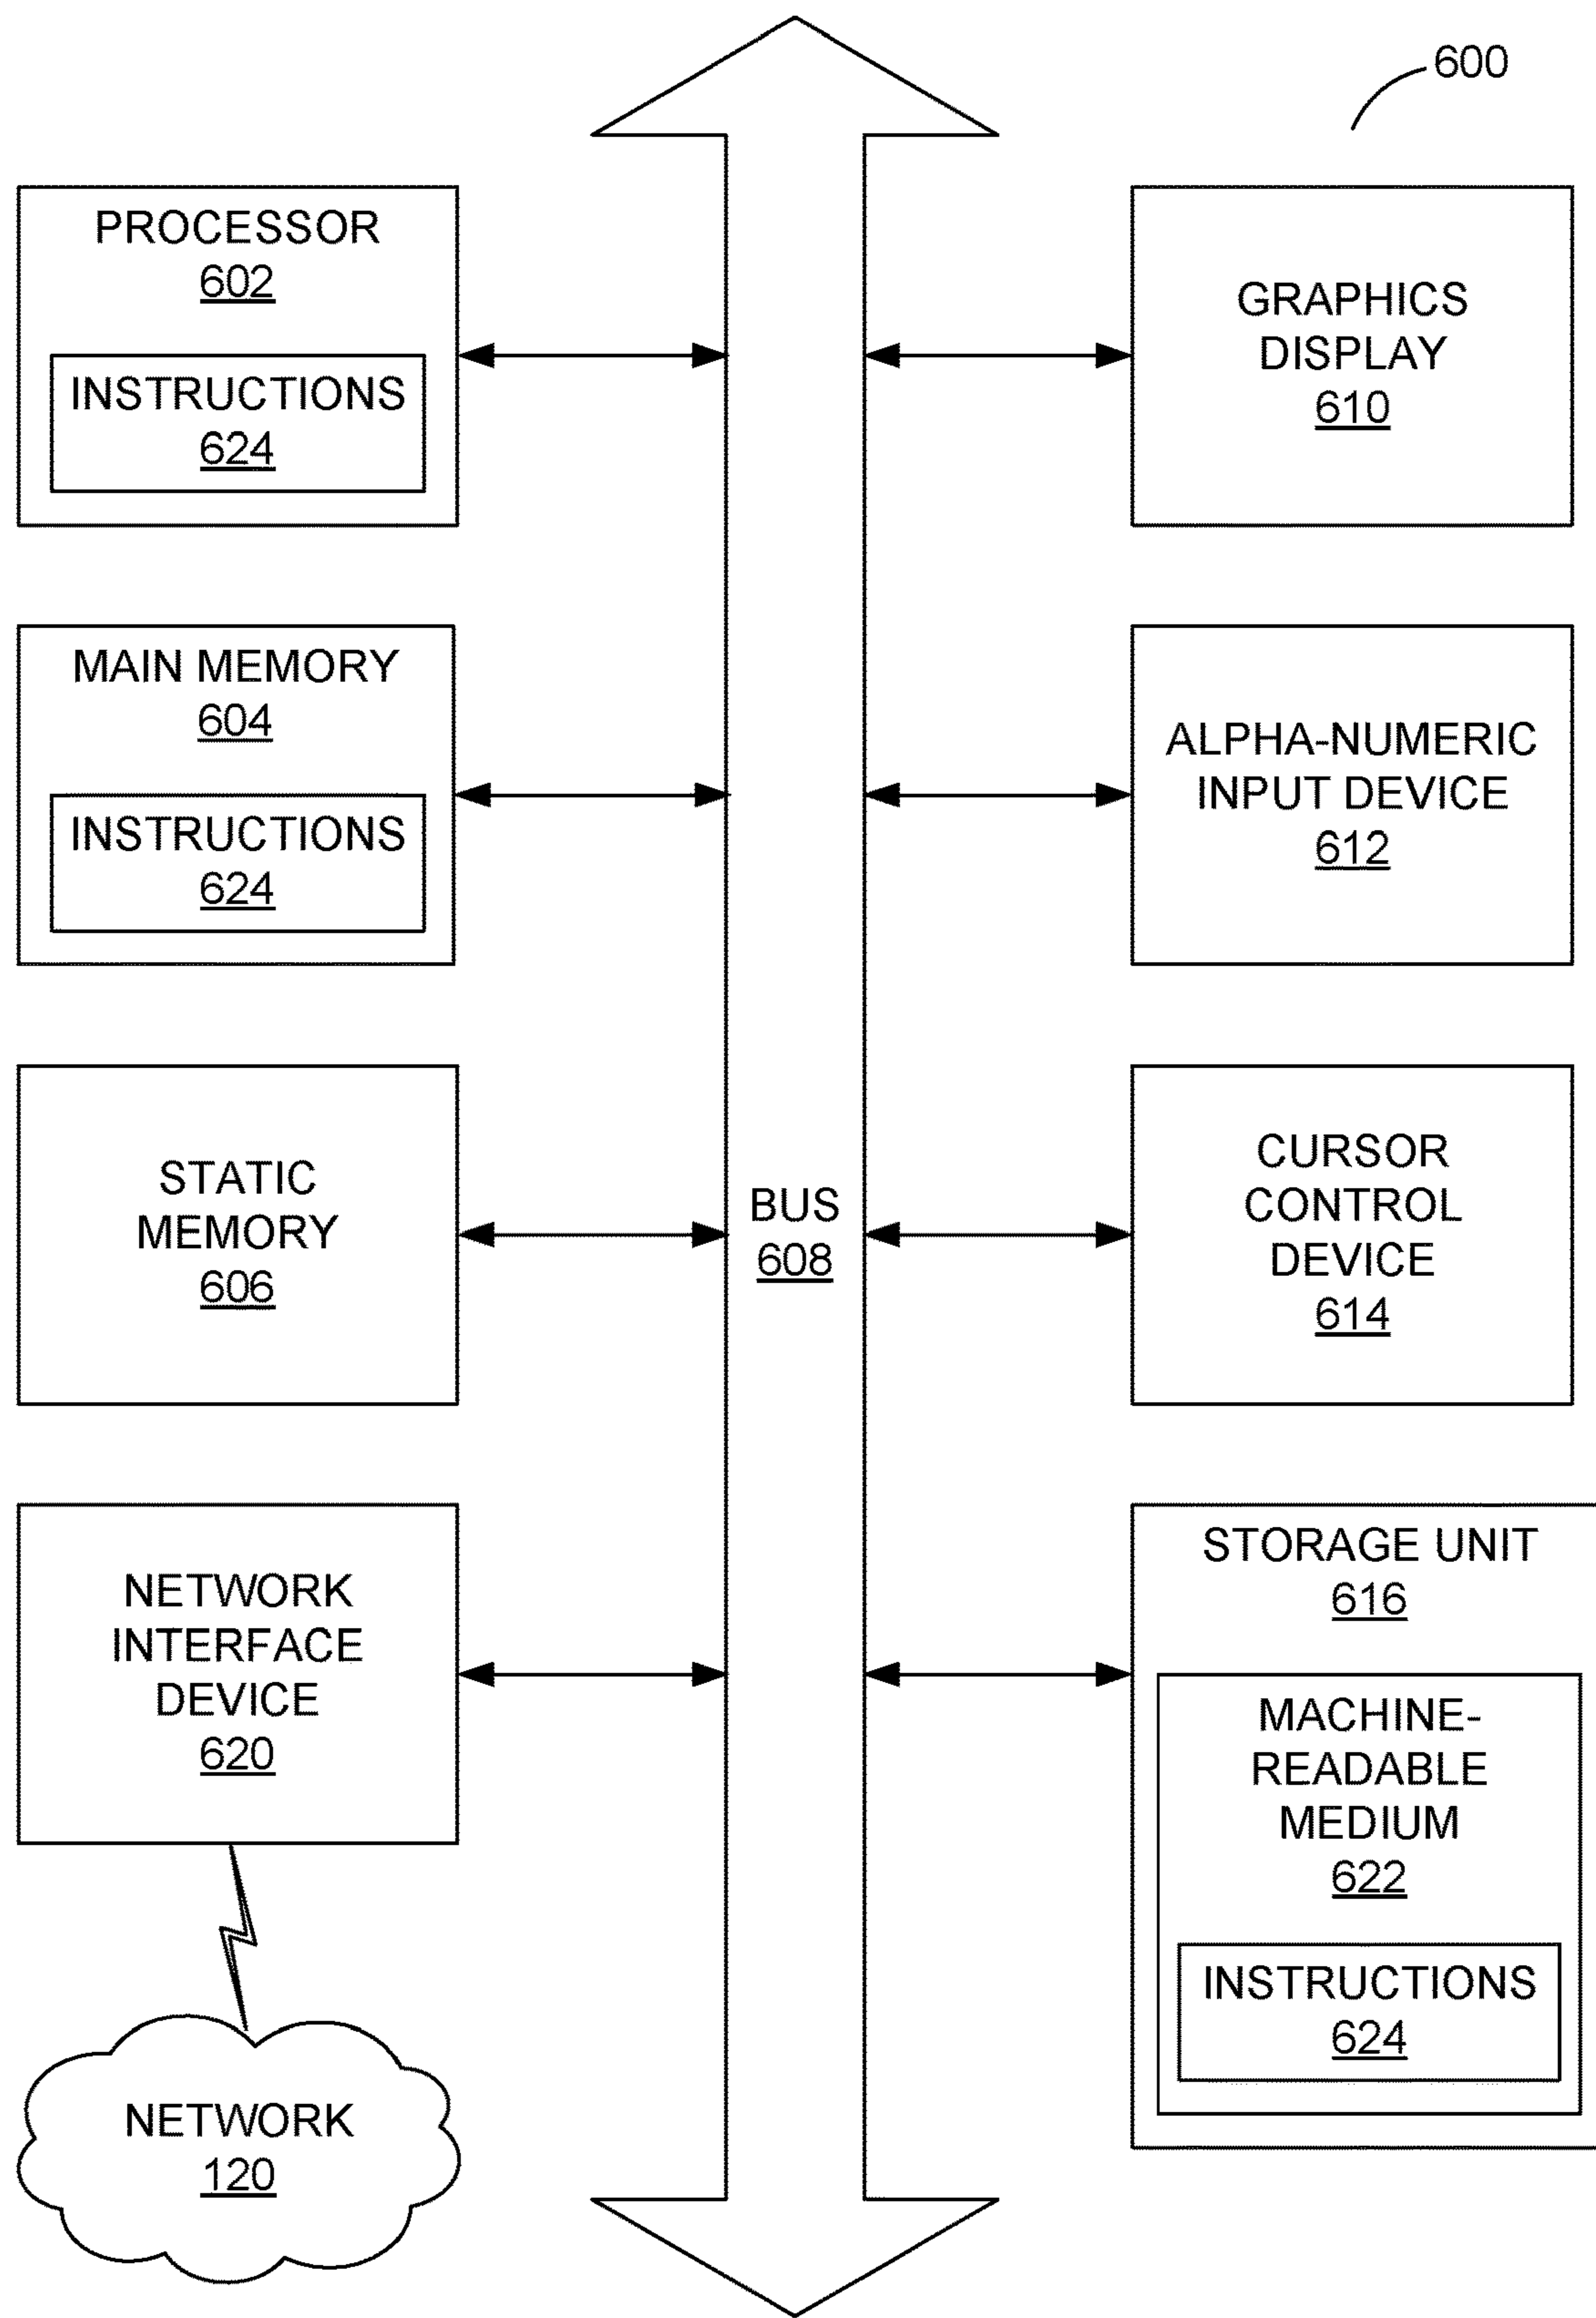 600
PROCESSOR
602
INSTRUCTIONS
624
GRAPHICS
DISPLAY
610
MAIN MEMORY
604
INSTRUCTIONS
624
ALPHA-NUMERIC
INPUT DEVICE
612
STATIC
MEMORY
606
BUS
608
CURSOR
CONTROL
DEVICE
614
NETWORK
INTERFACE
DEVICE
620
STORAGE UNIT
616
MACHINE-
READABLE
MEDIUM
622
INSTRUCTIONS
624
NETWORK
120